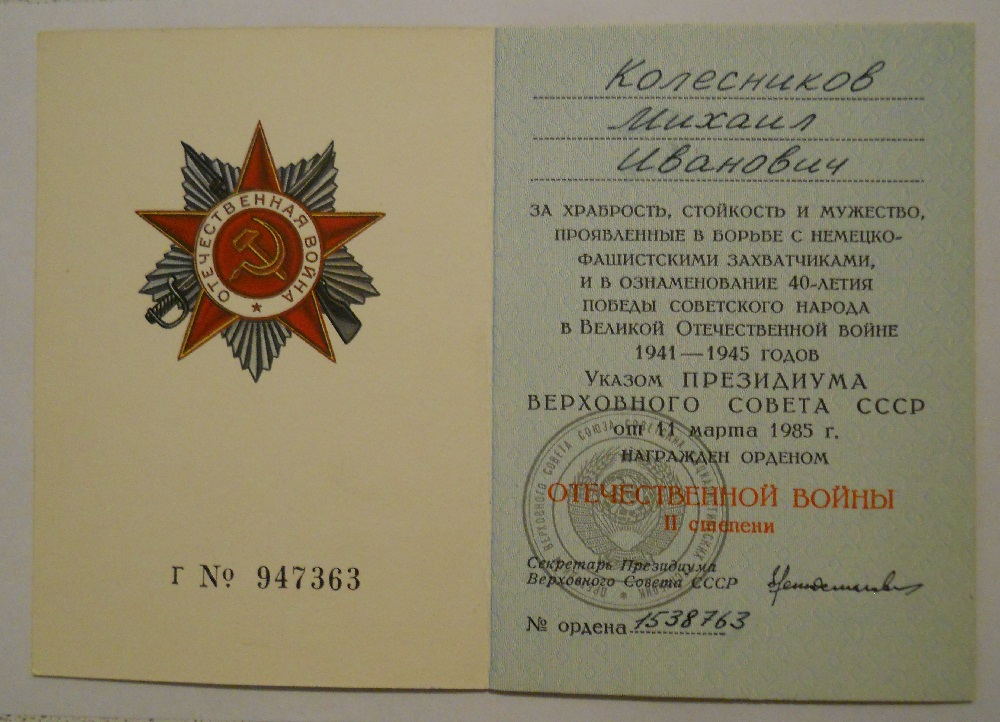 ОТЕЧЕСТВЕННАЯ ВОЙНА
Г № 947363
Колесников
Михаил
Иванович
ЗА ХРАБРОСТЬ, СТОЙКОСТЬ И МУЖЕСТВО,
ПРОЯВЛЕННЫЕ В БОРЬБЕ С НЕМЕЦКО-
ФАШИСТСКИМИ ЗАХВАТЧИКАМИ,
И В ОЗНАМЕНОВАНИЕ 40-ЛЕТИЯ
ПОБЕДЫ СОВЕТСКОГО НАРОДА
В ВЕЛИКОЙ ОТЕЧЕСТВЕННОЙ ВОЙНЕ
1941—1945 ГОДОВ
УКАЗОМ ПРЕЗИДИУМА
ВЕРХОВНОГО СОВЕТА СССР
от 11 марта 1985 г.
НАГРАЖДЕН ОРДЕНОМ
ОТЕЧЕСТВЕННОЙ ВОЙНЫ
II степени
Секретарь Президиума
Верховного Совета СССР
№ ордена 1538763